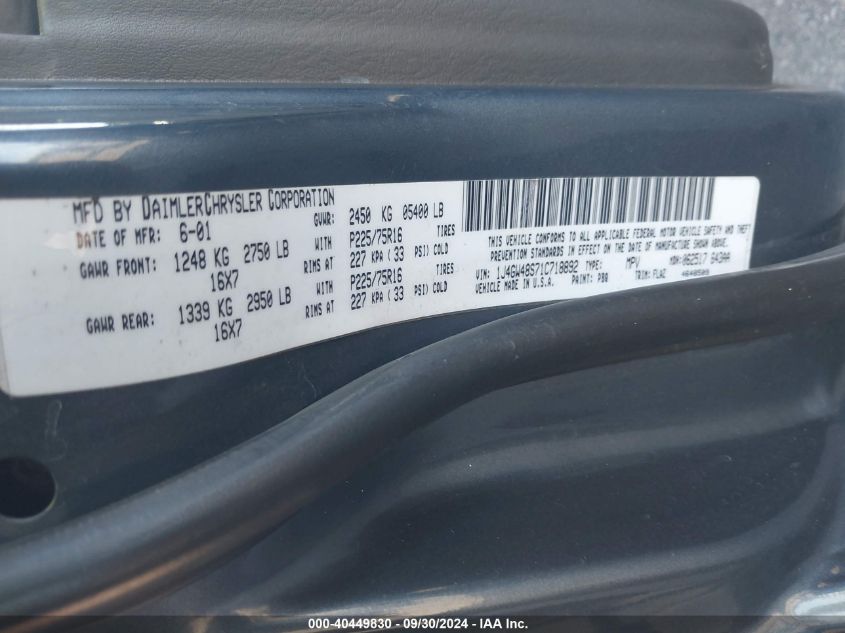 MFD BY DAIMLERCHRYSLER CORPORATION
DATE OF MFR: 6-01 GVWR: 2450 KG 05400 LB
GAWR FRONT: 1248 KG 2750 LB WITH P225/75R16 TIRES
16X7 RIMS AT 227 KPA ( 33 PSI) COLD
GAWR REAR: 1339 KG 2950 LB WITH P225/75R16 TIRES
16X7 RIMS AT 227 KPA ( 33 PSI) COLD
THIS VEHICLE CONFORMS TO ALL APPLICABLE FEDERAL MOTOR VEHICLE SAFETY AND THEFT
PREVENTION STANDARDS IN EFFECT ON THE DATE OF MANUFACTURE SHOWN ABOVE.
VIN: 1J4GW48S71C718892 TYPE: MPV MDH: 062517 
VEHICLE MADE IN U.S.A. PAINT: PBB TRIM:
000-40449830 - 09/30/2024 - IAAI Inc.